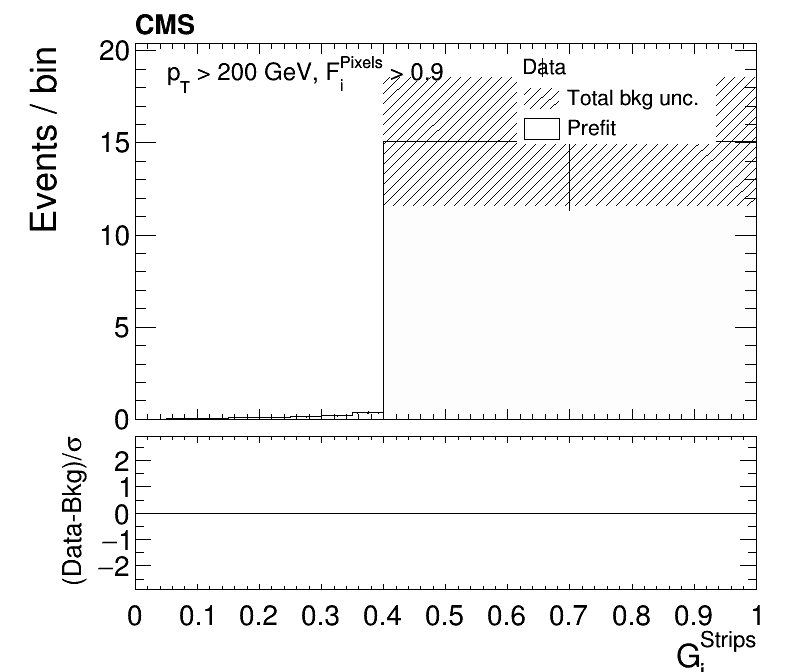 CMS
Events / bin
20
15
10
5
0
p_T > 200 GeV, F_i^Pixels > 0.9
Data
Total bkg unc.
Prefit
(Data-Bkg)/σ
2
1
0
−1
−2
0 0.1 0.2 0.3 0.4 0.5 0.6 0.7 0.8 0.9 1
G_i^Strips